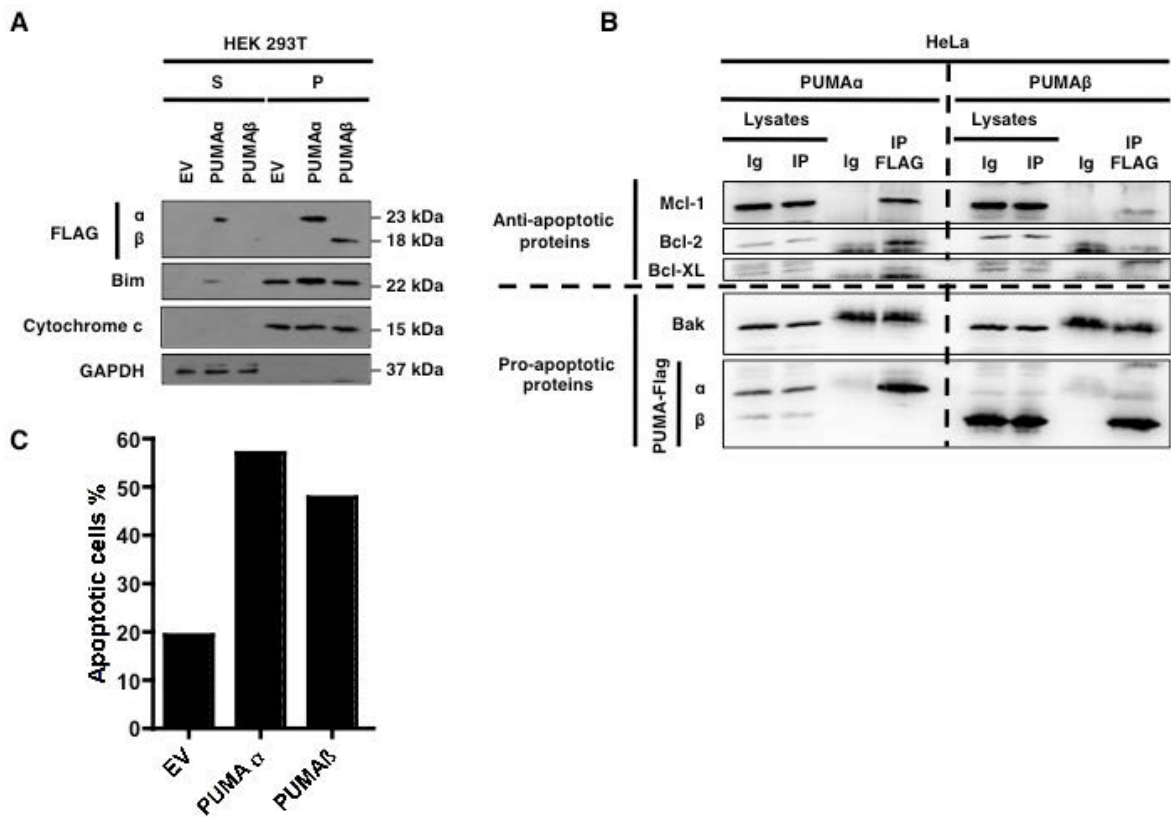 A
HEK 293T
S P
EV PUMAα PUMAβ EV PUMAα PUMAβ
FLAG
α 23 kDa
β 18 kDa
Bim 22 kDa
Cytochrome c 15 kDa
GAPDH 37 kDa
B
HeLa
PUMAα PUMAβ
Lysates Lysates
Ig IP Ig IP FLAG Ig IP Ig IP FLAG
Anti-apoptotic
proteins
Mcl-1
Bcl-2
Bcl-XL
Pro-apoptotic
proteins
Bak
PUMA-Flag
α
β
C
Apoptotic cells %
60
50
40
30
20
10
0
EV
PUMA α
PUMAß